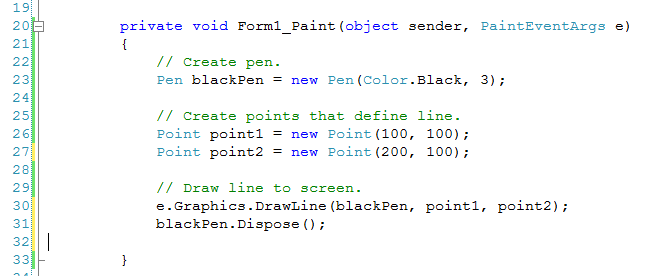 19
20 private void Form1_Paint(object sender, PaintEventArgs e)
21 {
22 // Create pen.
23 Pen blackPen = new Pen(Color.Black, 3);
24
25 // Create points that define line.
26 Point point1 = new Point(100, 100);
27 Point point2 = new Point(200, 100);
28
29 // Draw line to screen.
30 e.Graphics.DrawLine(blackPen, point1, point2);
31 blackPen.Dispose();
32
33 }